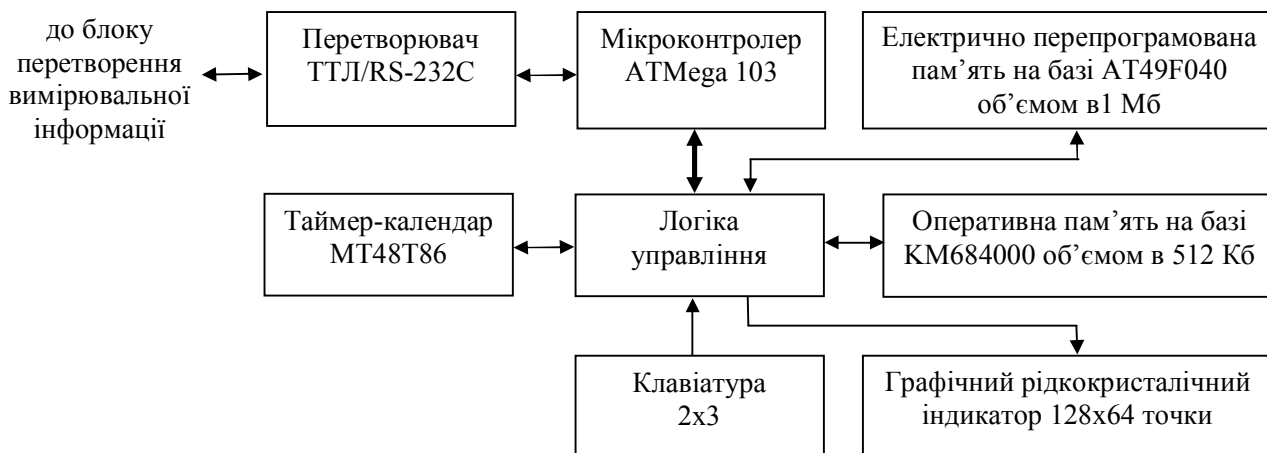 до блоку
перетворення
вимірювальної
інформації
Перетворювач
ТТЛ/RS-232C
Мікроконтролер
ATMega 103
Електрично перепрограмована
пам’ять на базі AT49F040
об’ємом в1 Мб
Таймер-календар
MT48T86
Логіка
управління
Оперативна пам’ять на базі
KM684000 об’ємом в 512 Кб
Клавіатура
2x3
Графічний рідкокристалічний
індикатор 128x64 точки